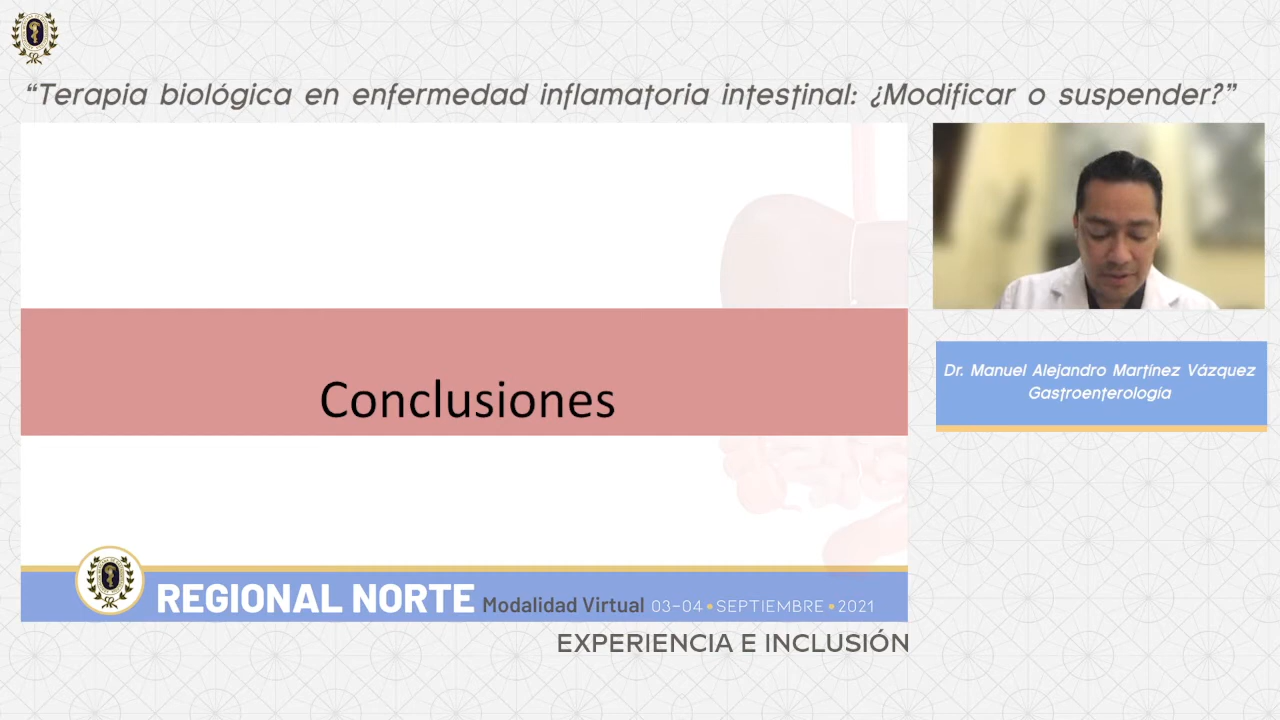 “Terapia biológica en enfermedad inflamatoria intestinal: ¿Modificar o suspender?”
Conclusiones
Dr. Manuel Alejandro Martínez Vázquez
Gastroenterología
REGIONAL NORTE Modalidad Virtual 03-04•SEPTIEMBRE•2021
EXPERIENCIA E INCLUSIÓN